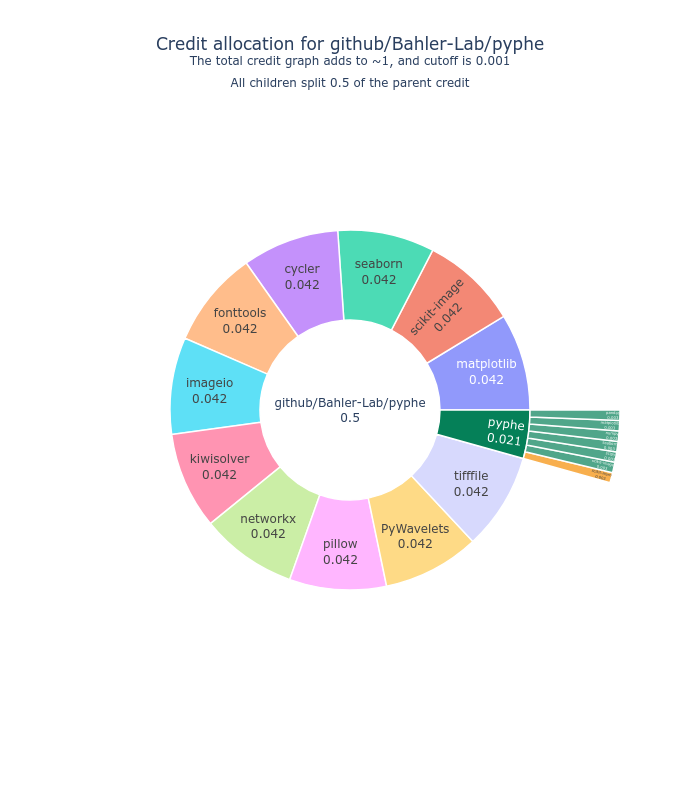 Credit allocation for github/Bahler-Lab/pyphe
The total credit graph adds to ~1, and cutoff is 0.001
All children split 0.5 of the parent credit
github/Bahler-Lab/pyphe
0.5
matplotlib
0.042
scikit-image
0.042
seaborn
0.042
cycler
0.042
fonttools
0.042
imageio
0.042
kiwisolver
0.042
networkx
0.042
pillow
0.042
PyWavelets
0.042
tifffile
0.042
pyphe
0.021